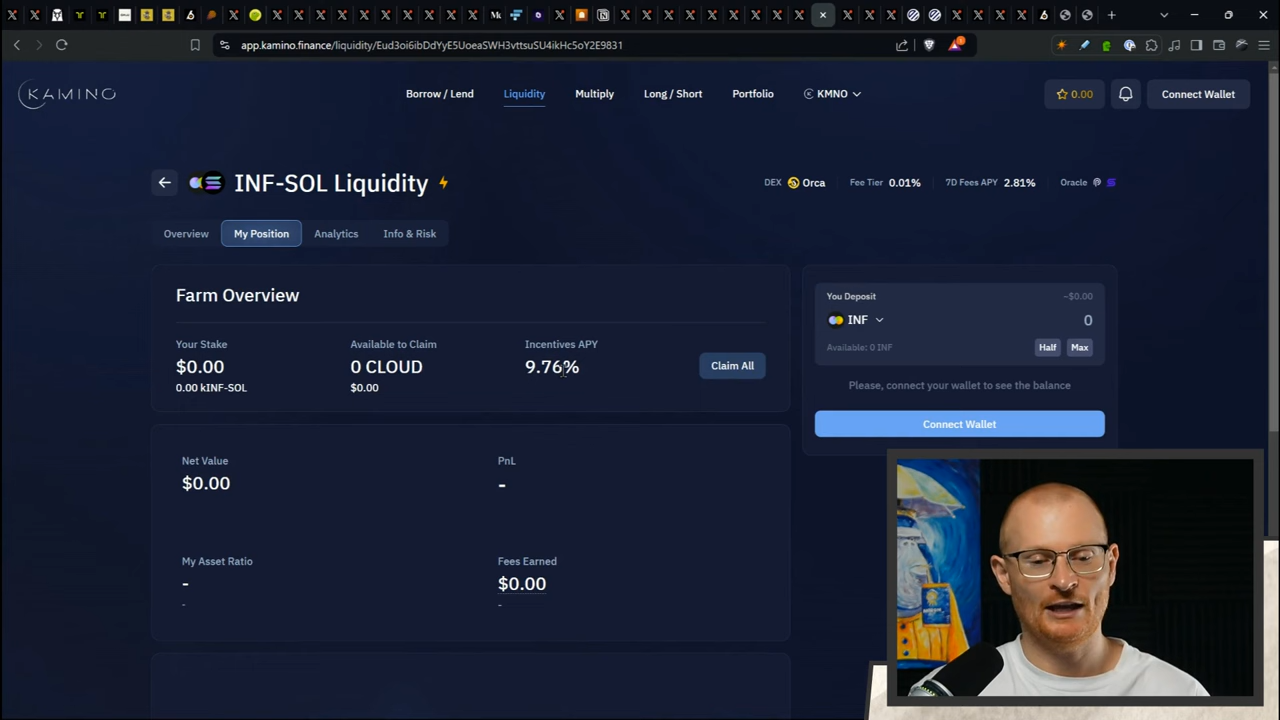 app.kamino.finance/liquidity/Eud3oi6ibDdYyE5UoeaSWH3vttsuSU4ikHc5oY2E9831
KAMINO
Borrow / Lend
Liquidity
Multiply
Long / Short
Portfolio
KMNO
0.00
Connect Wallet
INF-SOL Liquidity
DEX Orca
Fee Tier 0.01%
7D Fees APY 2.81%
Oracle
Overview
My Position
Analytics
Info & Risk
Farm Overview
Your Stake
$0.00
0.00 kINF-SOL
Available to Claim
0 CLOUD
$0.00
Incentives APY
9.76%
Claim All
You Deposit
~$0.00
INF
0
Available: 0 INF
Half
Max
Please, connect your wallet to see the balance
Connect Wallet
Net Value
$0.00
PnL
-
My Asset Ratio
-
-
Fees Earned
$0.00
-